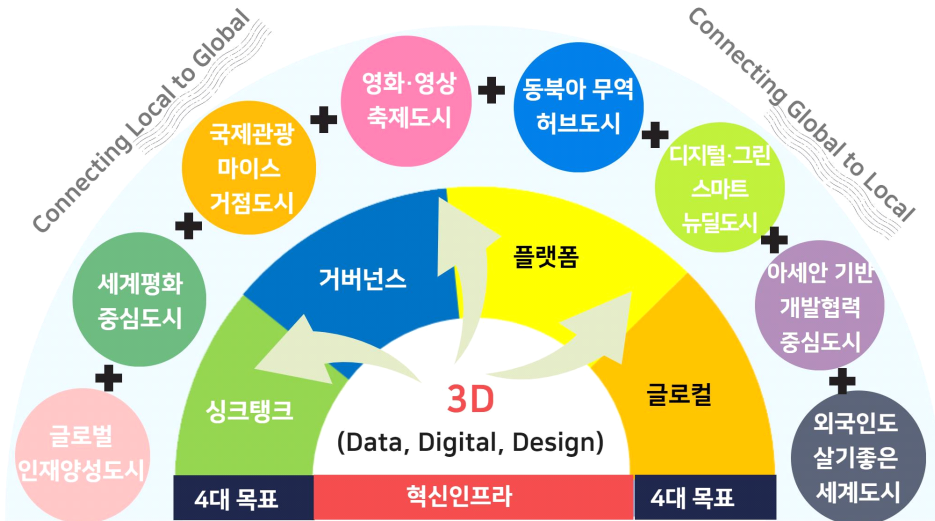 Connecting Local to Global
Connecting Global to Local
글로벌
인재양성도시
세계평화
중심도시
국제관광
마이스
거점도시
영화·영상
축제도시
동북아 무역
허브도시
디지털·그린
스마트
뉴딜도시
아세안 기반
개발협력
중심도시
외국인도
살기좋은
세계도시
싱크탱크
거버넌스
플랫폼
글로컬
3D
(Data, Digital, Design)
4대 목표
혁신인프라
4대 목표